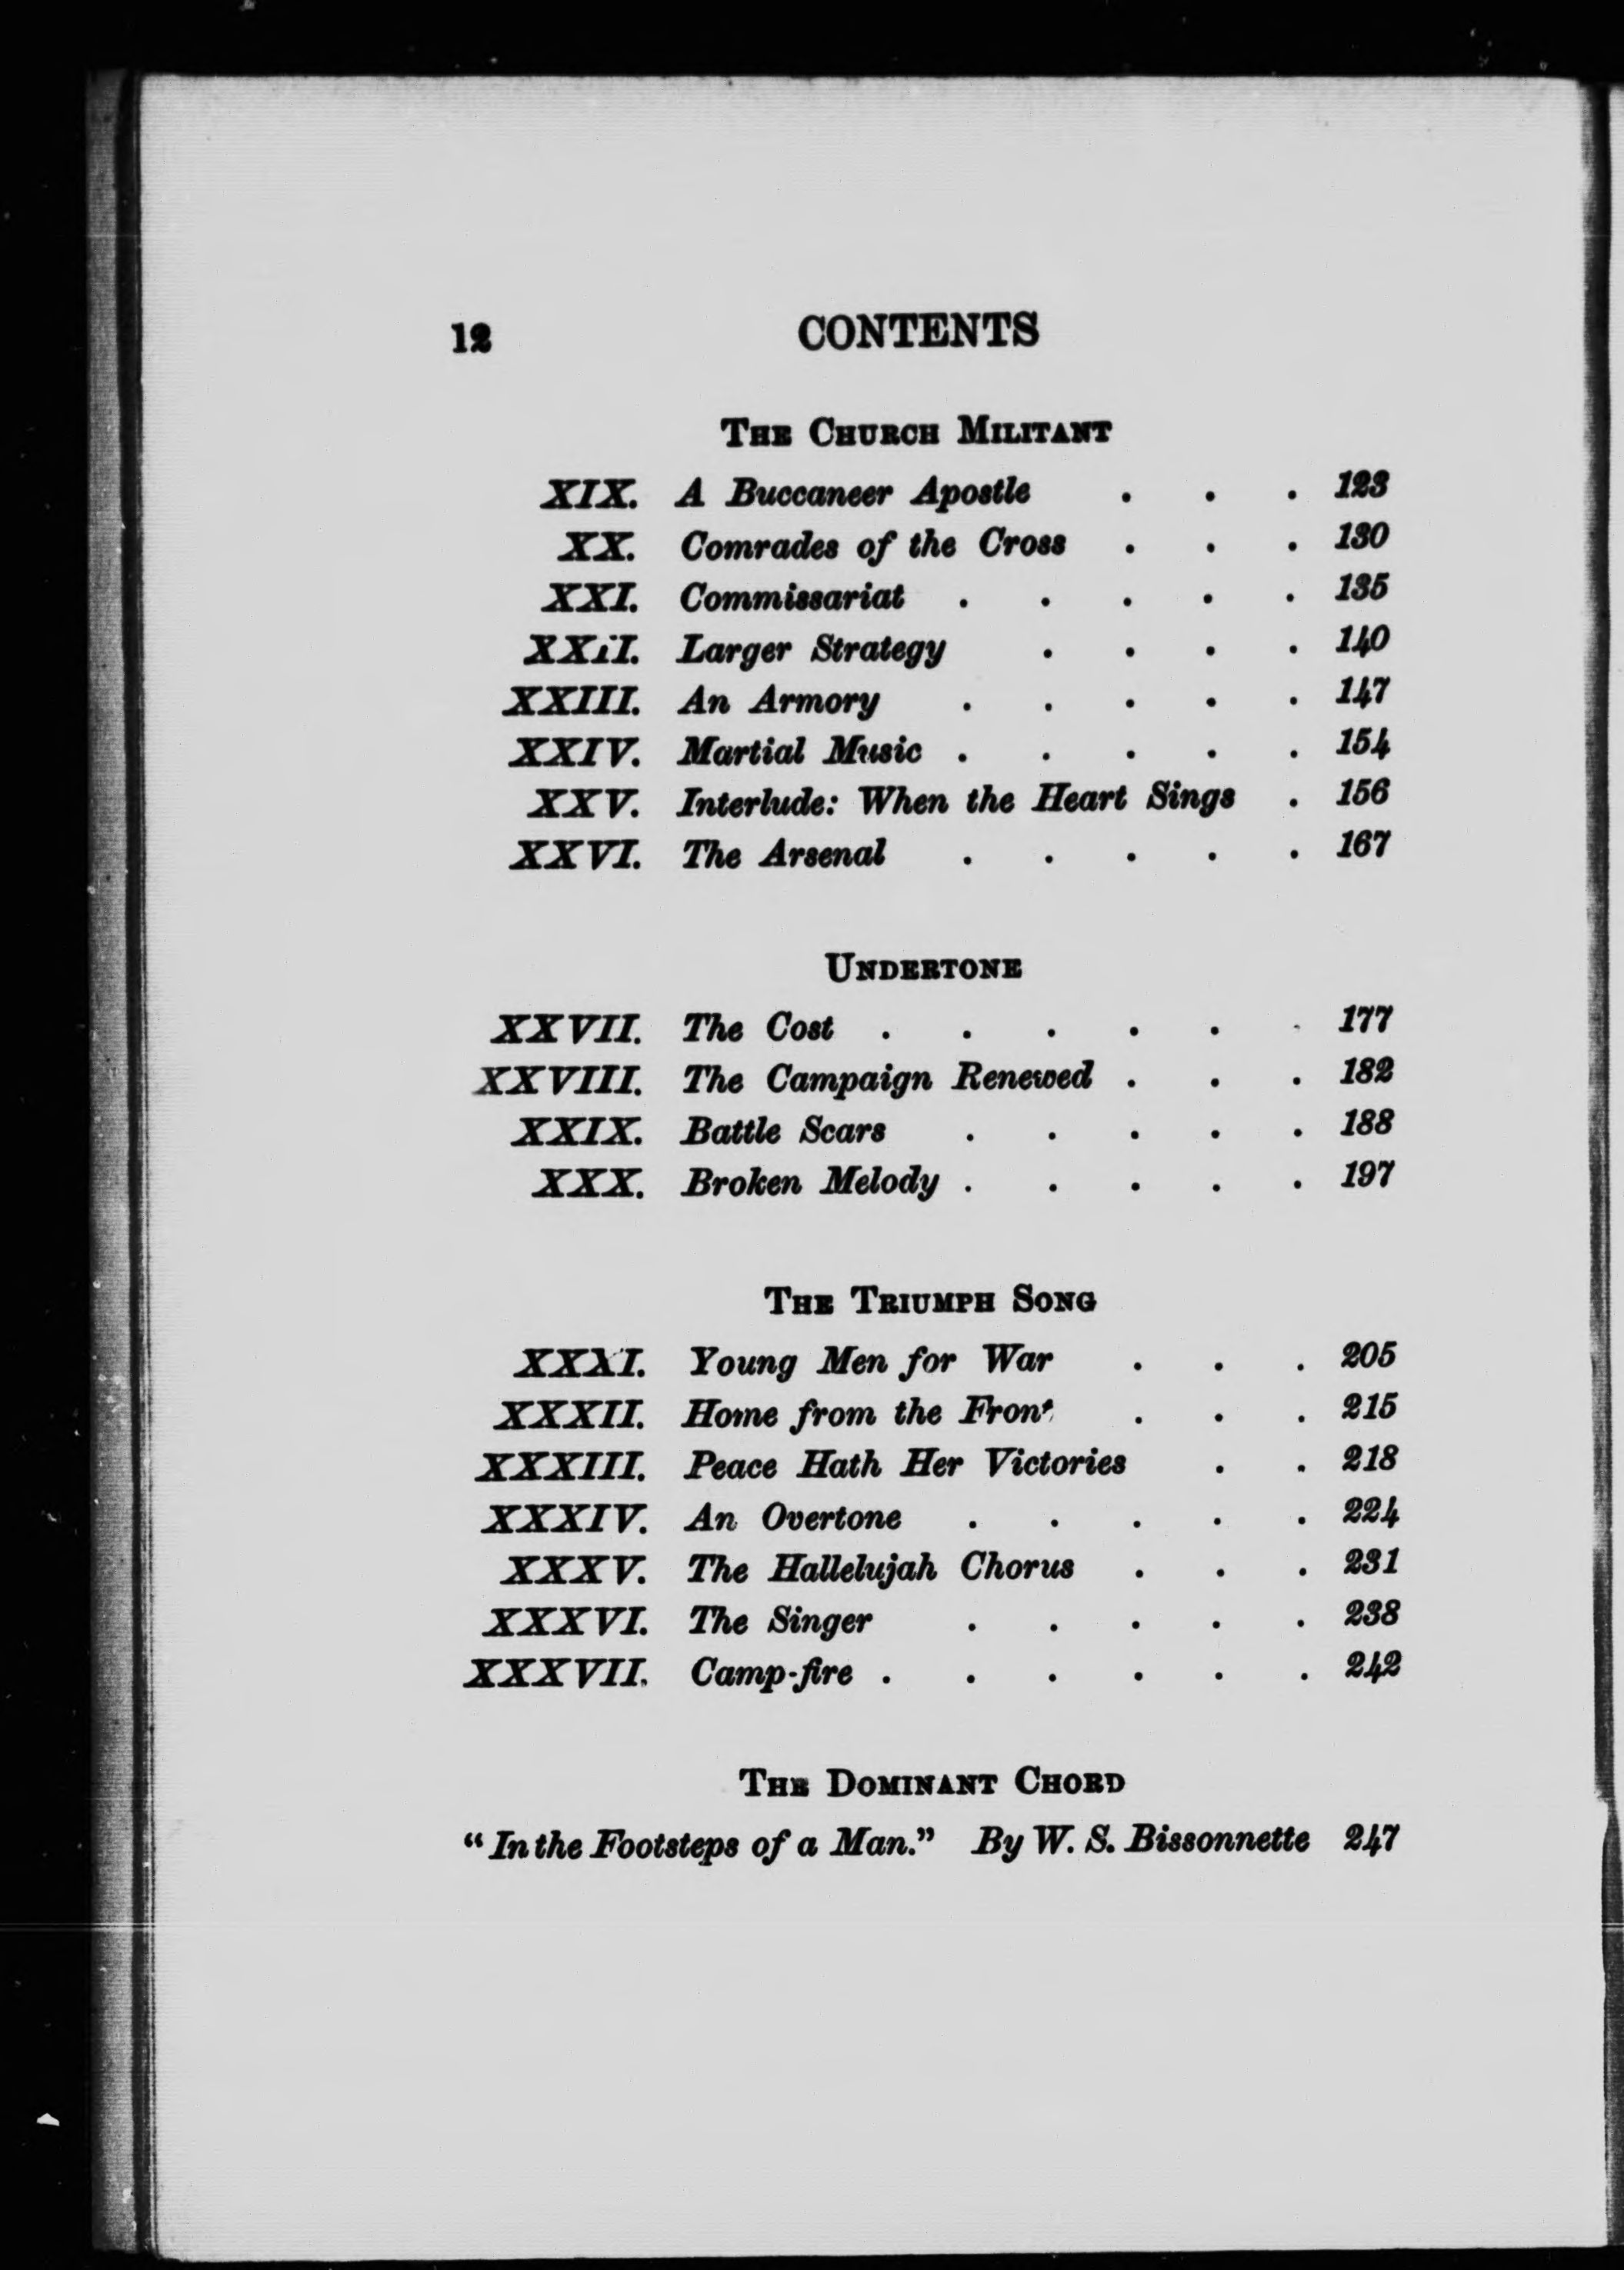 12 CONTENTS
THE CHURCH MILITANT
XIX. A Buccaneer Apostle . . . 123
XX. Comrades of the Cross . . . 130
XXI. Commissariat . . . . . 135
XXII. Larger Strategy . . . . 140
XXIII. An Armory . . . . . 147
XXIV. Martial Music . . . . . 154
XXV. Interlude: When the Heart Sings . 156
XXVI. The Arsenal . . . . . 167
UNDERTONE
XXVII. The Cost . . . . . . 177
XXVIII. The Campaign Renewed . . . 182
XXIX. Battle Scars . . . . . 188
XXX. Broken Melody . . . . . 197
THE TRIUMPH SONG
XXXI. Young Men for War . . . 205
XXXII. Home from the Front . . . 215
XXXIII. Peace Hath Her Victories . . 218
XXXIV. An Overtone . . . . . 224
XXXV. The Hallelujah Chorus . . . 231
XXXVI. The Singer . . . . . 238
XXXVII. Camp-fire . . . . . . 242
THE DOMINANT CHORD
"In the Footsteps of a Man." By W. S. Bissonnette 247